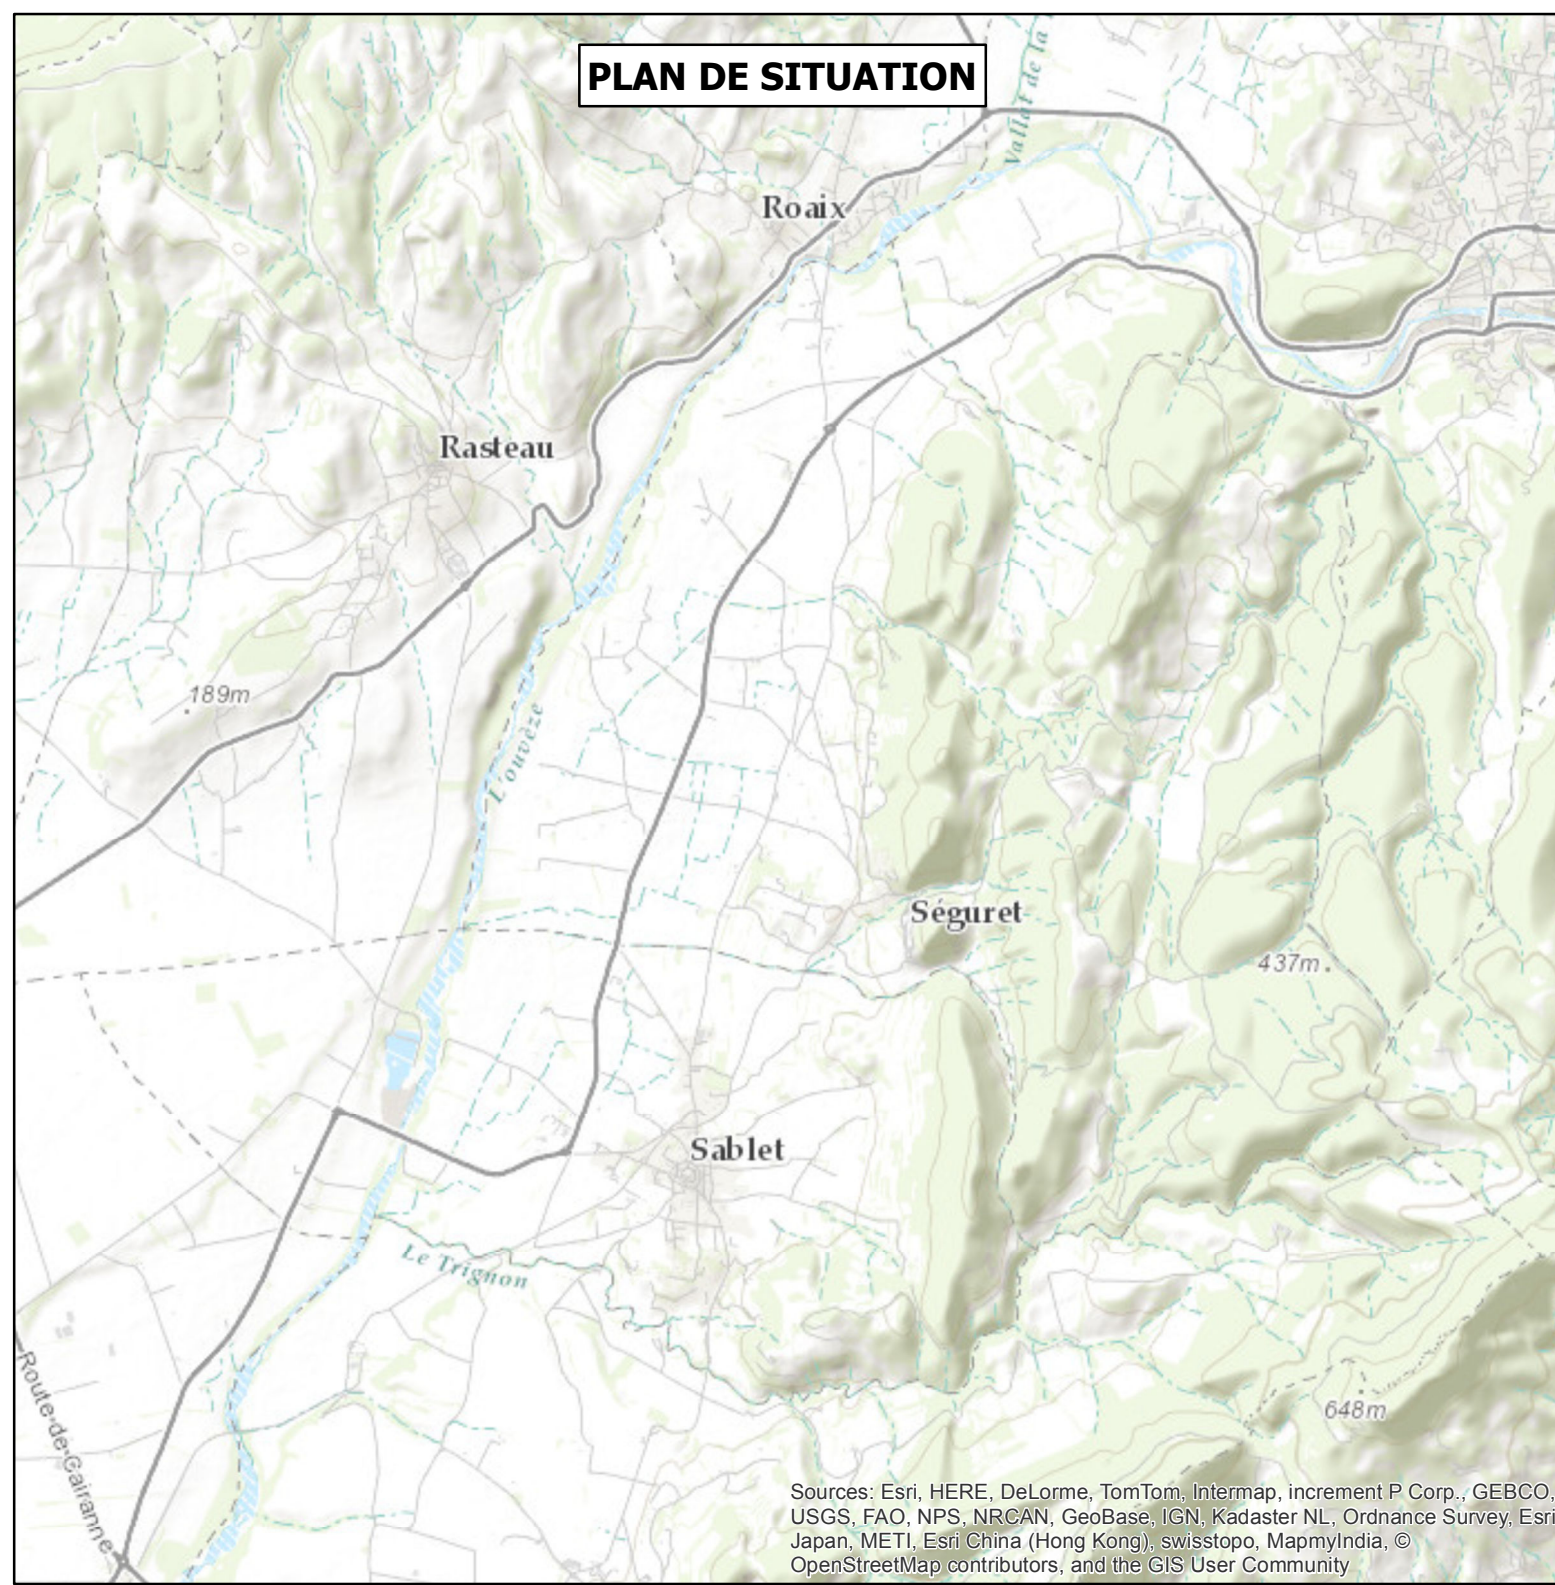 PLAN DE SITUATION
Vallat de la
Roaix
Rasteau
189m
L'ouvèze
Séguret
437m
Sablet
Le Trignon
Route de Cairanne
648m
Sources: Esri, HERE, DeLorme, TomTom, Intermap, increment P Corp., GEBCO,
USGS, FAO, NPS, NRCAN, GeoBase, IGN, Kadaster NL, Ordnance Survey, Esri
Japan, METI, Esri China (Hong Kong), swisstopo, MapmyIndia, ©
OpenStreetMap contributors, and the GIS User Community